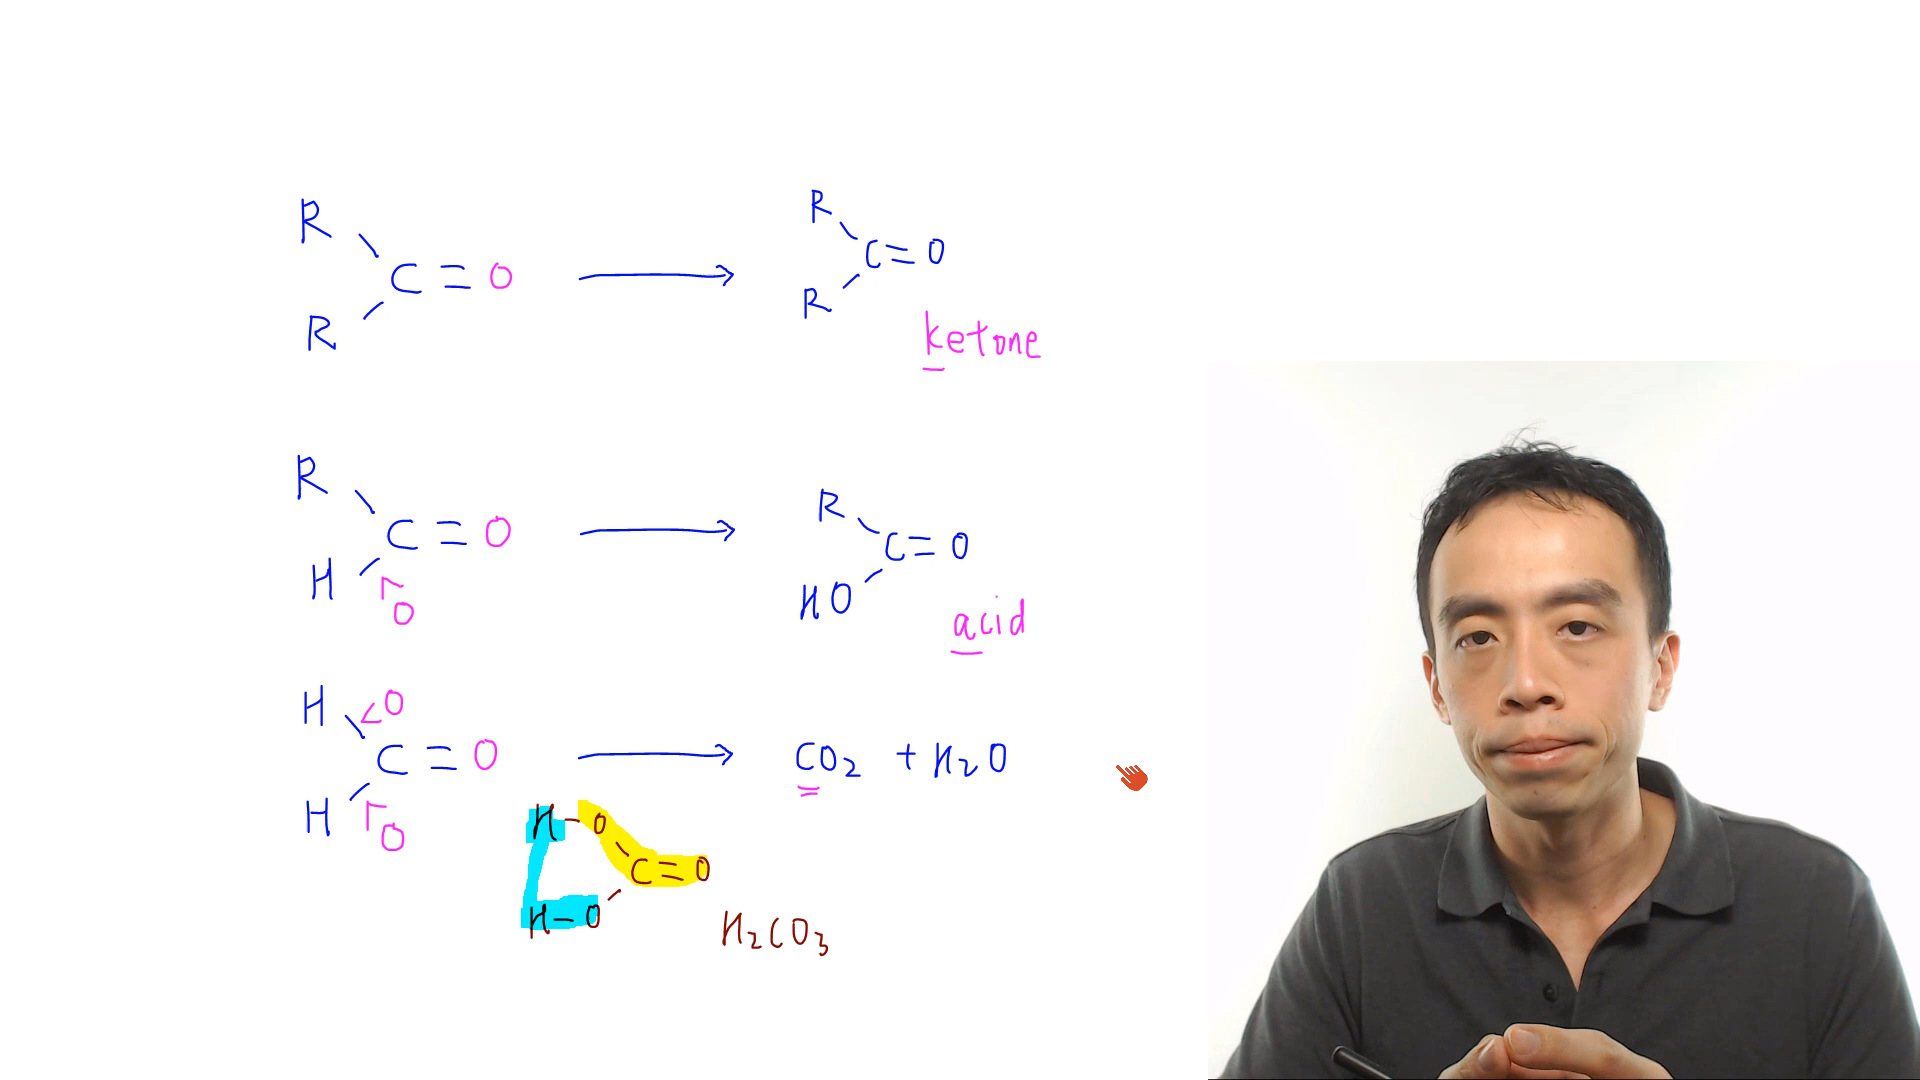 R
R
C = O
R
R
C = O
ketone
R
H
C = O
O
R
HO
C = O
acid
H
O
C = O
H
O
CO2 + H2O
H - O
C = O
H - O
H2CO3